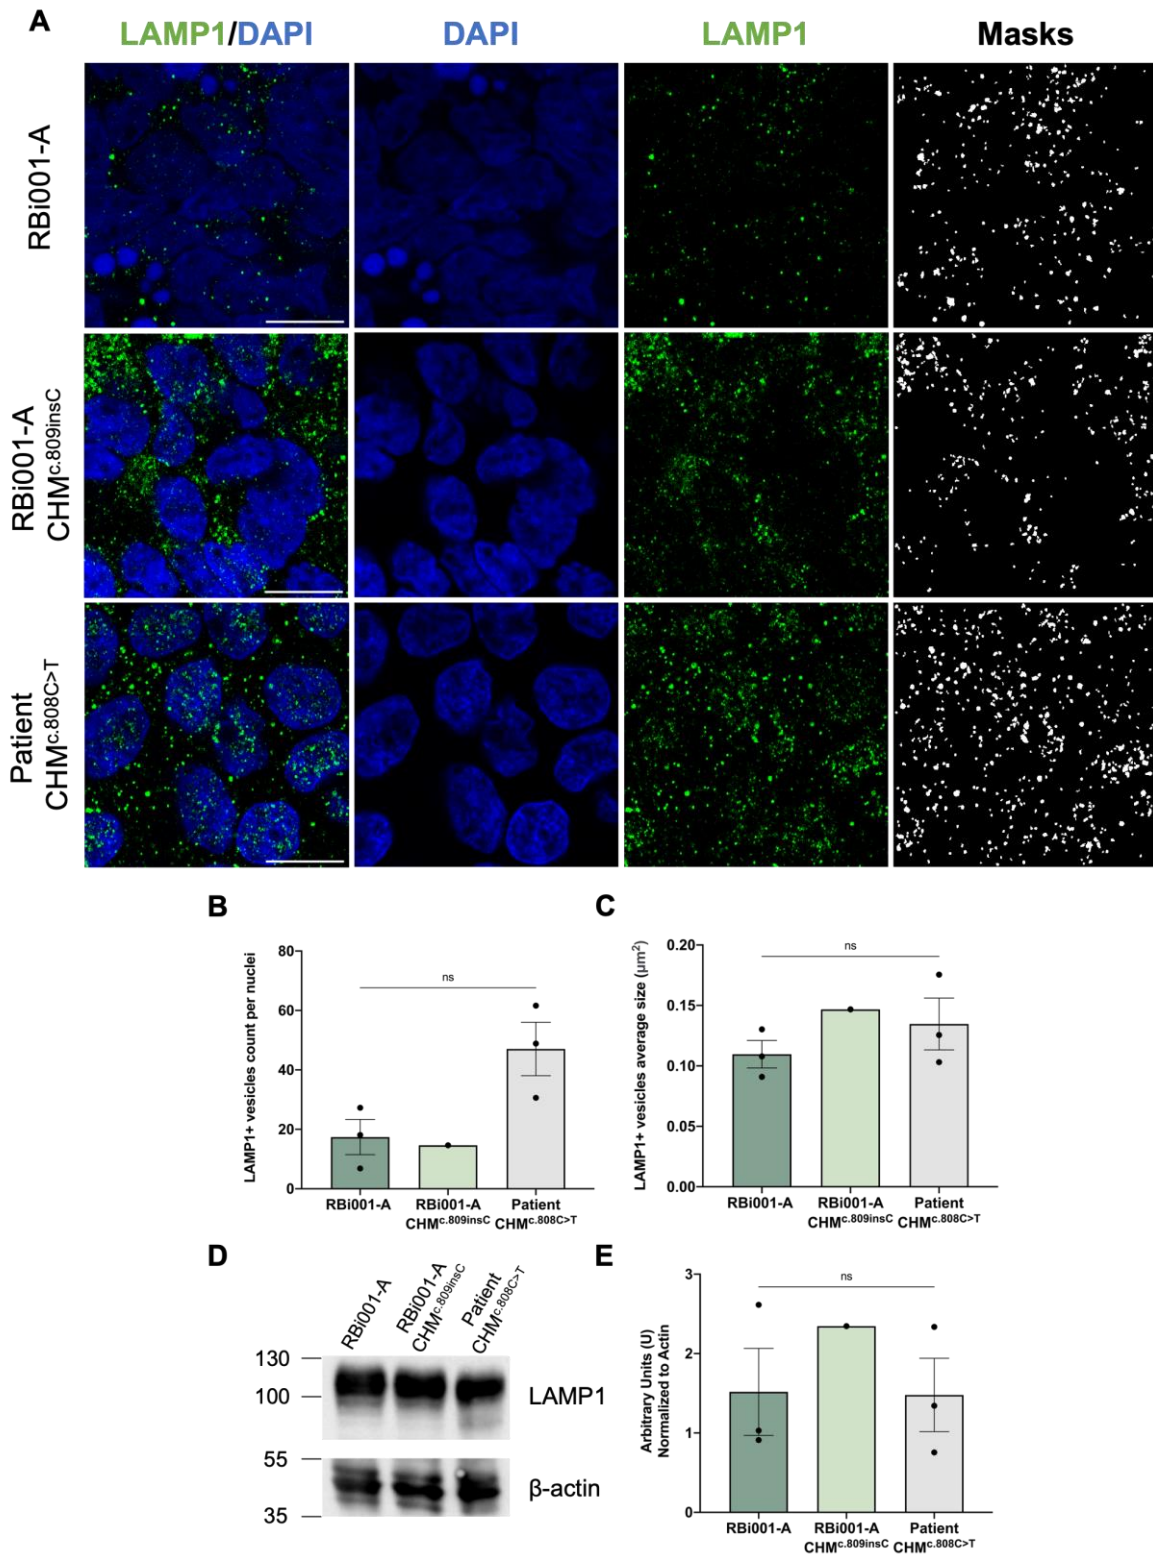 A
LAMP1/DAPI
DAPI
LAMP1
Masks
RBi001-A
RBi001-A
CHMc.809insC
Patient
CHMc.808C>T
B
LAMP1+ vesicles count per nuclei
80
60
40
20
0
ns
RBi001-A
RBi001-A
CHMc.809insC
Patient
CHMc.808C>T
C
LAMP1+ vesicles average size (μm²)
0.20
0.15
0.10
0.05
0.00
ns
RBi001-A
RBi001-A
CHMc.809insC
Patient
CHMc.808C>T
D
RBi001-A
RBi001-A
CHMc.809insC
Patient
CHMc.808C>T
130
100
LAMP1
55
35
β-actin
E
Arbitrary Units (U)
Normalized to Actin
3
2
1
0
ns
RBi001-A
RBi001-A
CHMc.809insC
Patient
CHMc.808C>T